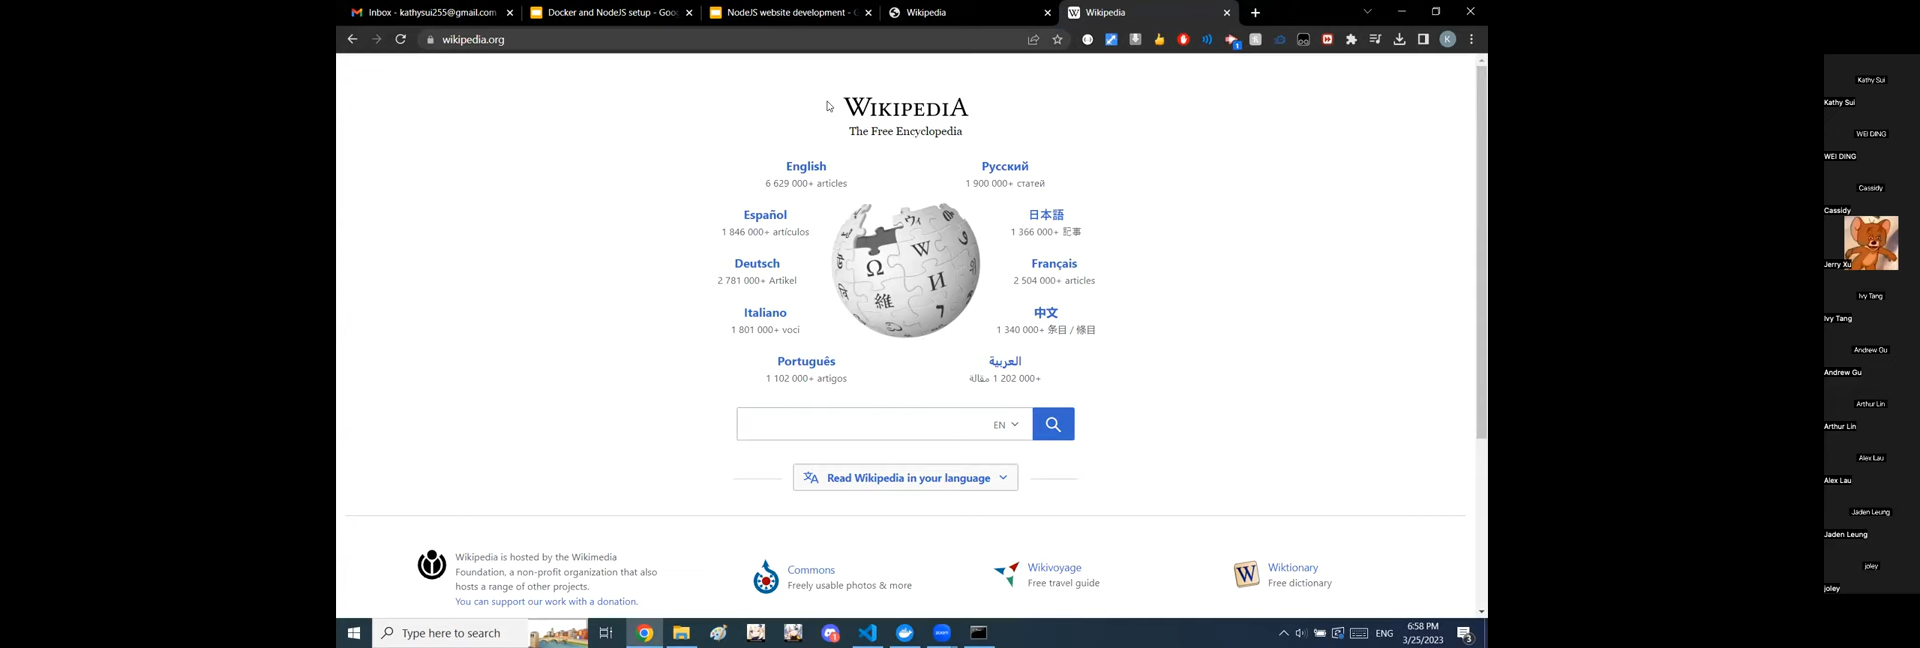 Inbox - kathysui255@gmail.com
Docker and NodeJS setup - Goo
NodeJS website development - G
Wikipedia
Wikipedia
wikipedia.org
K
WIKIPEDIA
The Free Encyclopedia
English
6 629 000+ articles
Русский
1 900 000+ статей
Español
1 846 000+ artículos
日本語
1 366 000+ 記事
Deutsch
2 781 000+ Artikel
Français
2 504 000+ articles
Italiano
1 801 000+ voci
中文
1 340 000+ 条目 / 條目
Português
1 102 000+ artigos
العربية
1 202 000+ مقالة
EN
Read Wikipedia in your language
Wikipedia is hosted by the Wikimedia
Foundation, a non-profit organization that also
hosts a range of other projects.
You can support our work with a donation.
Commons
Freely usable photos & more
Wikivoyage
Free travel guide
Wiktionary
Free dictionary
Type here to search
ENG
6:58 PM
3/25/2023
3
Kathy Sui
Kathy Sui
WEI DING
WEI DING
Cassidy
Cassidy
Jerry Xu
Ivy Tang
Ivy Tang
Andrew Gu
Andrew Gu
Arthur Lin
Arthur Lin
Alex Lau
Alex Lau
Jaden Leung
Jaden Leung
joley
joley